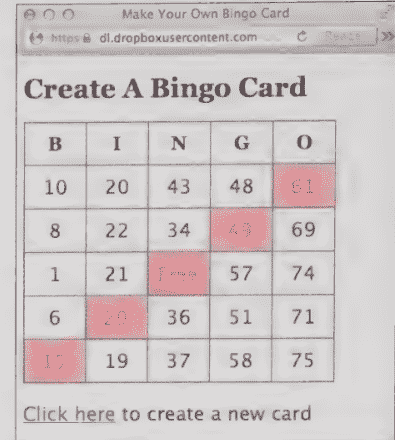 Make Your Own Bingo Card
https dl.dropboxusercontent.com
Create A Bingo Card
B I N G O
10 20 43 48 61
8 22 34 49 69
1 21 Free 57 74
6 36 51 71
19 37 58 75
Click here to create a new card